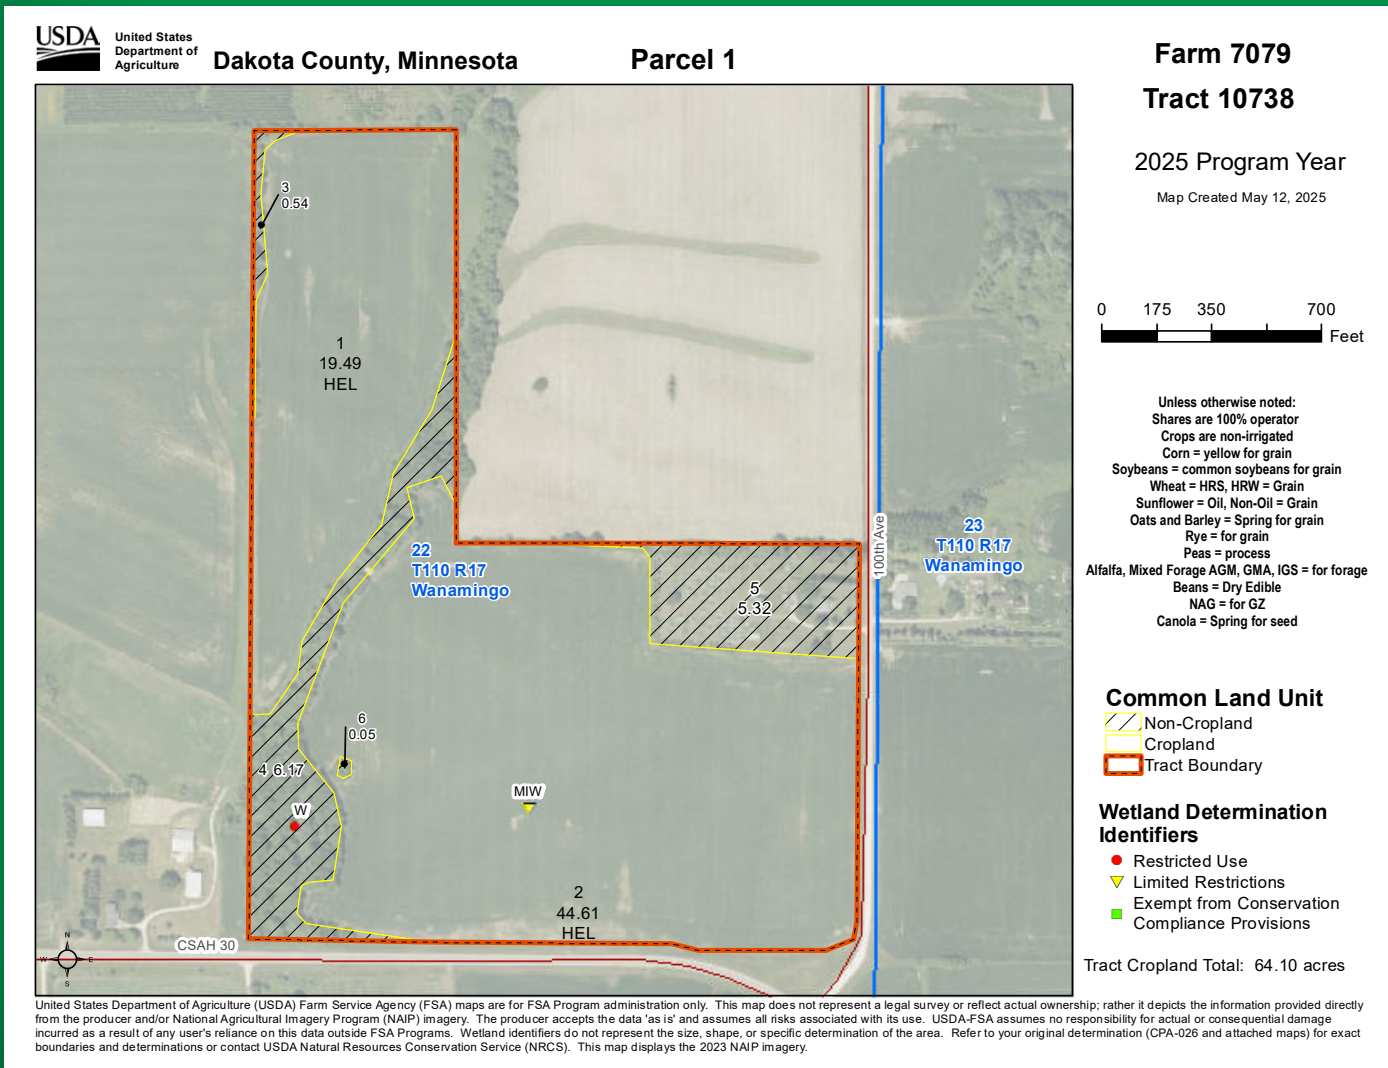 USDA
United States
Department of
Agriculture
Dakota County, Minnesota
Parcel 1
Farm 7079
Tract 10738
2025 Program Year
Map Created May 12, 2025
0 175 350 700
Feet
Unless otherwise noted:
Shares are 100% operator
Crops are non-irrigated
Corn = yellow for grain
Soybeans = common soybeans for grain
Wheat = HRS, HRW = Grain
Sunflower = Oil, Non-Oil = Grain
Oats and Barley = Spring for grain
Rye = for grain
Peas = process
Alfalfa, Mixed Forage AGM, GMA, IGS = for forage
Beans = Dry Edible
NAG = for GZ
Canola = Spring for seed
Common Land Unit
Non-Cropland
Cropland
Tract Boundary
Wetland Determination
Identifiers
Restricted Use
Limited Restrictions
Exempt from Conservation
Compliance Provisions
Tract Cropland Total: 64.10 acres
3
0.54
1
19.49
HEL
22
T110 R17
Wanamingo
100th Ave
23
T110 R17
Wanamingo
5
5.32
6
0.05
4 6.17
W
MIW
2
44.61
HEL
CSAH 30
N
W E
S
United States Department of Agriculture (USDA) Farm Service Agency (FSA) maps are for FSA Program administration only. This map does not represent a legal survey or reflect actual ownership; rather it depicts the information provided directly
from the producer and/or National Agricultural Imagery Program (NAIP) imagery. The producer accepts the data 'as is' and assumes all risks associated with its use. USDA-FSA assumes no responsibility for actual or consequential damage
incurred as a result of any user's reliance on this data outside FSA Programs. Wetland identifiers do not represent the size, shape, or specific determination of the area. Refer to your original determination (CPA-026 and attached maps) for exact
boundaries and determinations or contact USDA Natural Resources Conservation Service (NRCS). This map displays the 2023 NAIP imagery.